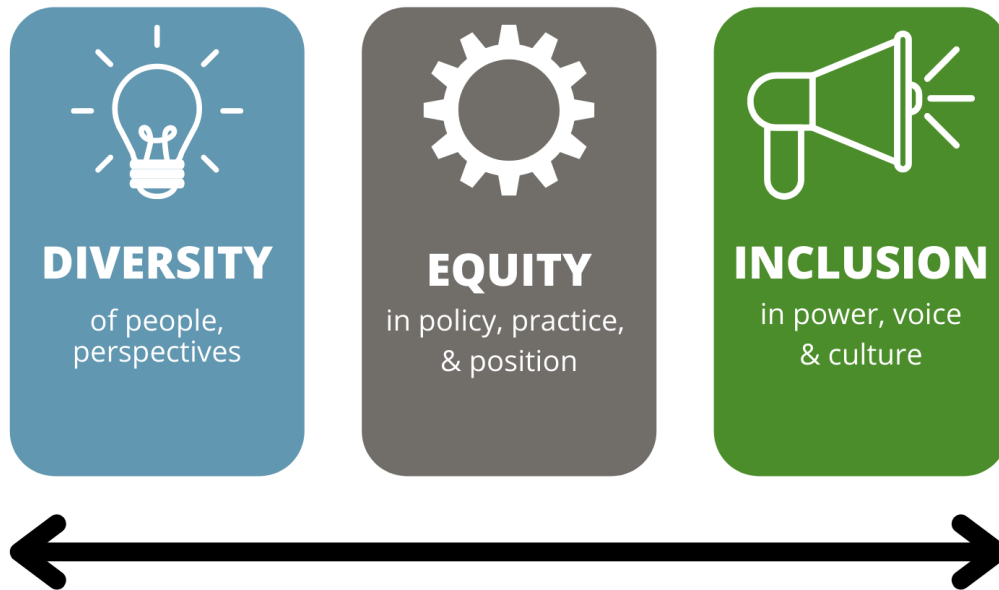 DIVERSITY
of people,
perspectives
EQUITY
in policy, practice,
& position
INCLUSION
in power, voice
& culture